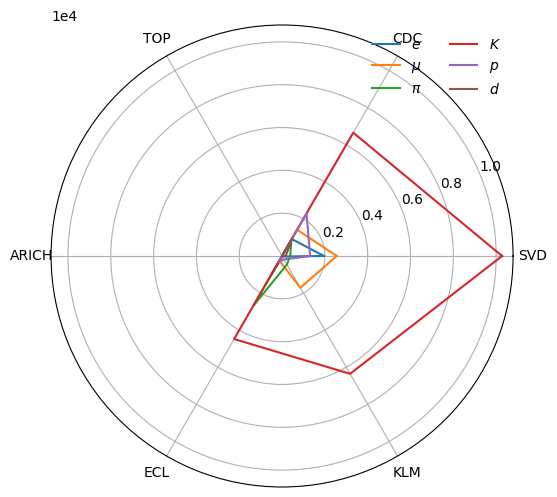 1e4
TOP
CDC
e K
μ p
π d
1.0
0.8
0.6
0.4
0.2
ARICH SVD
ECL KLM